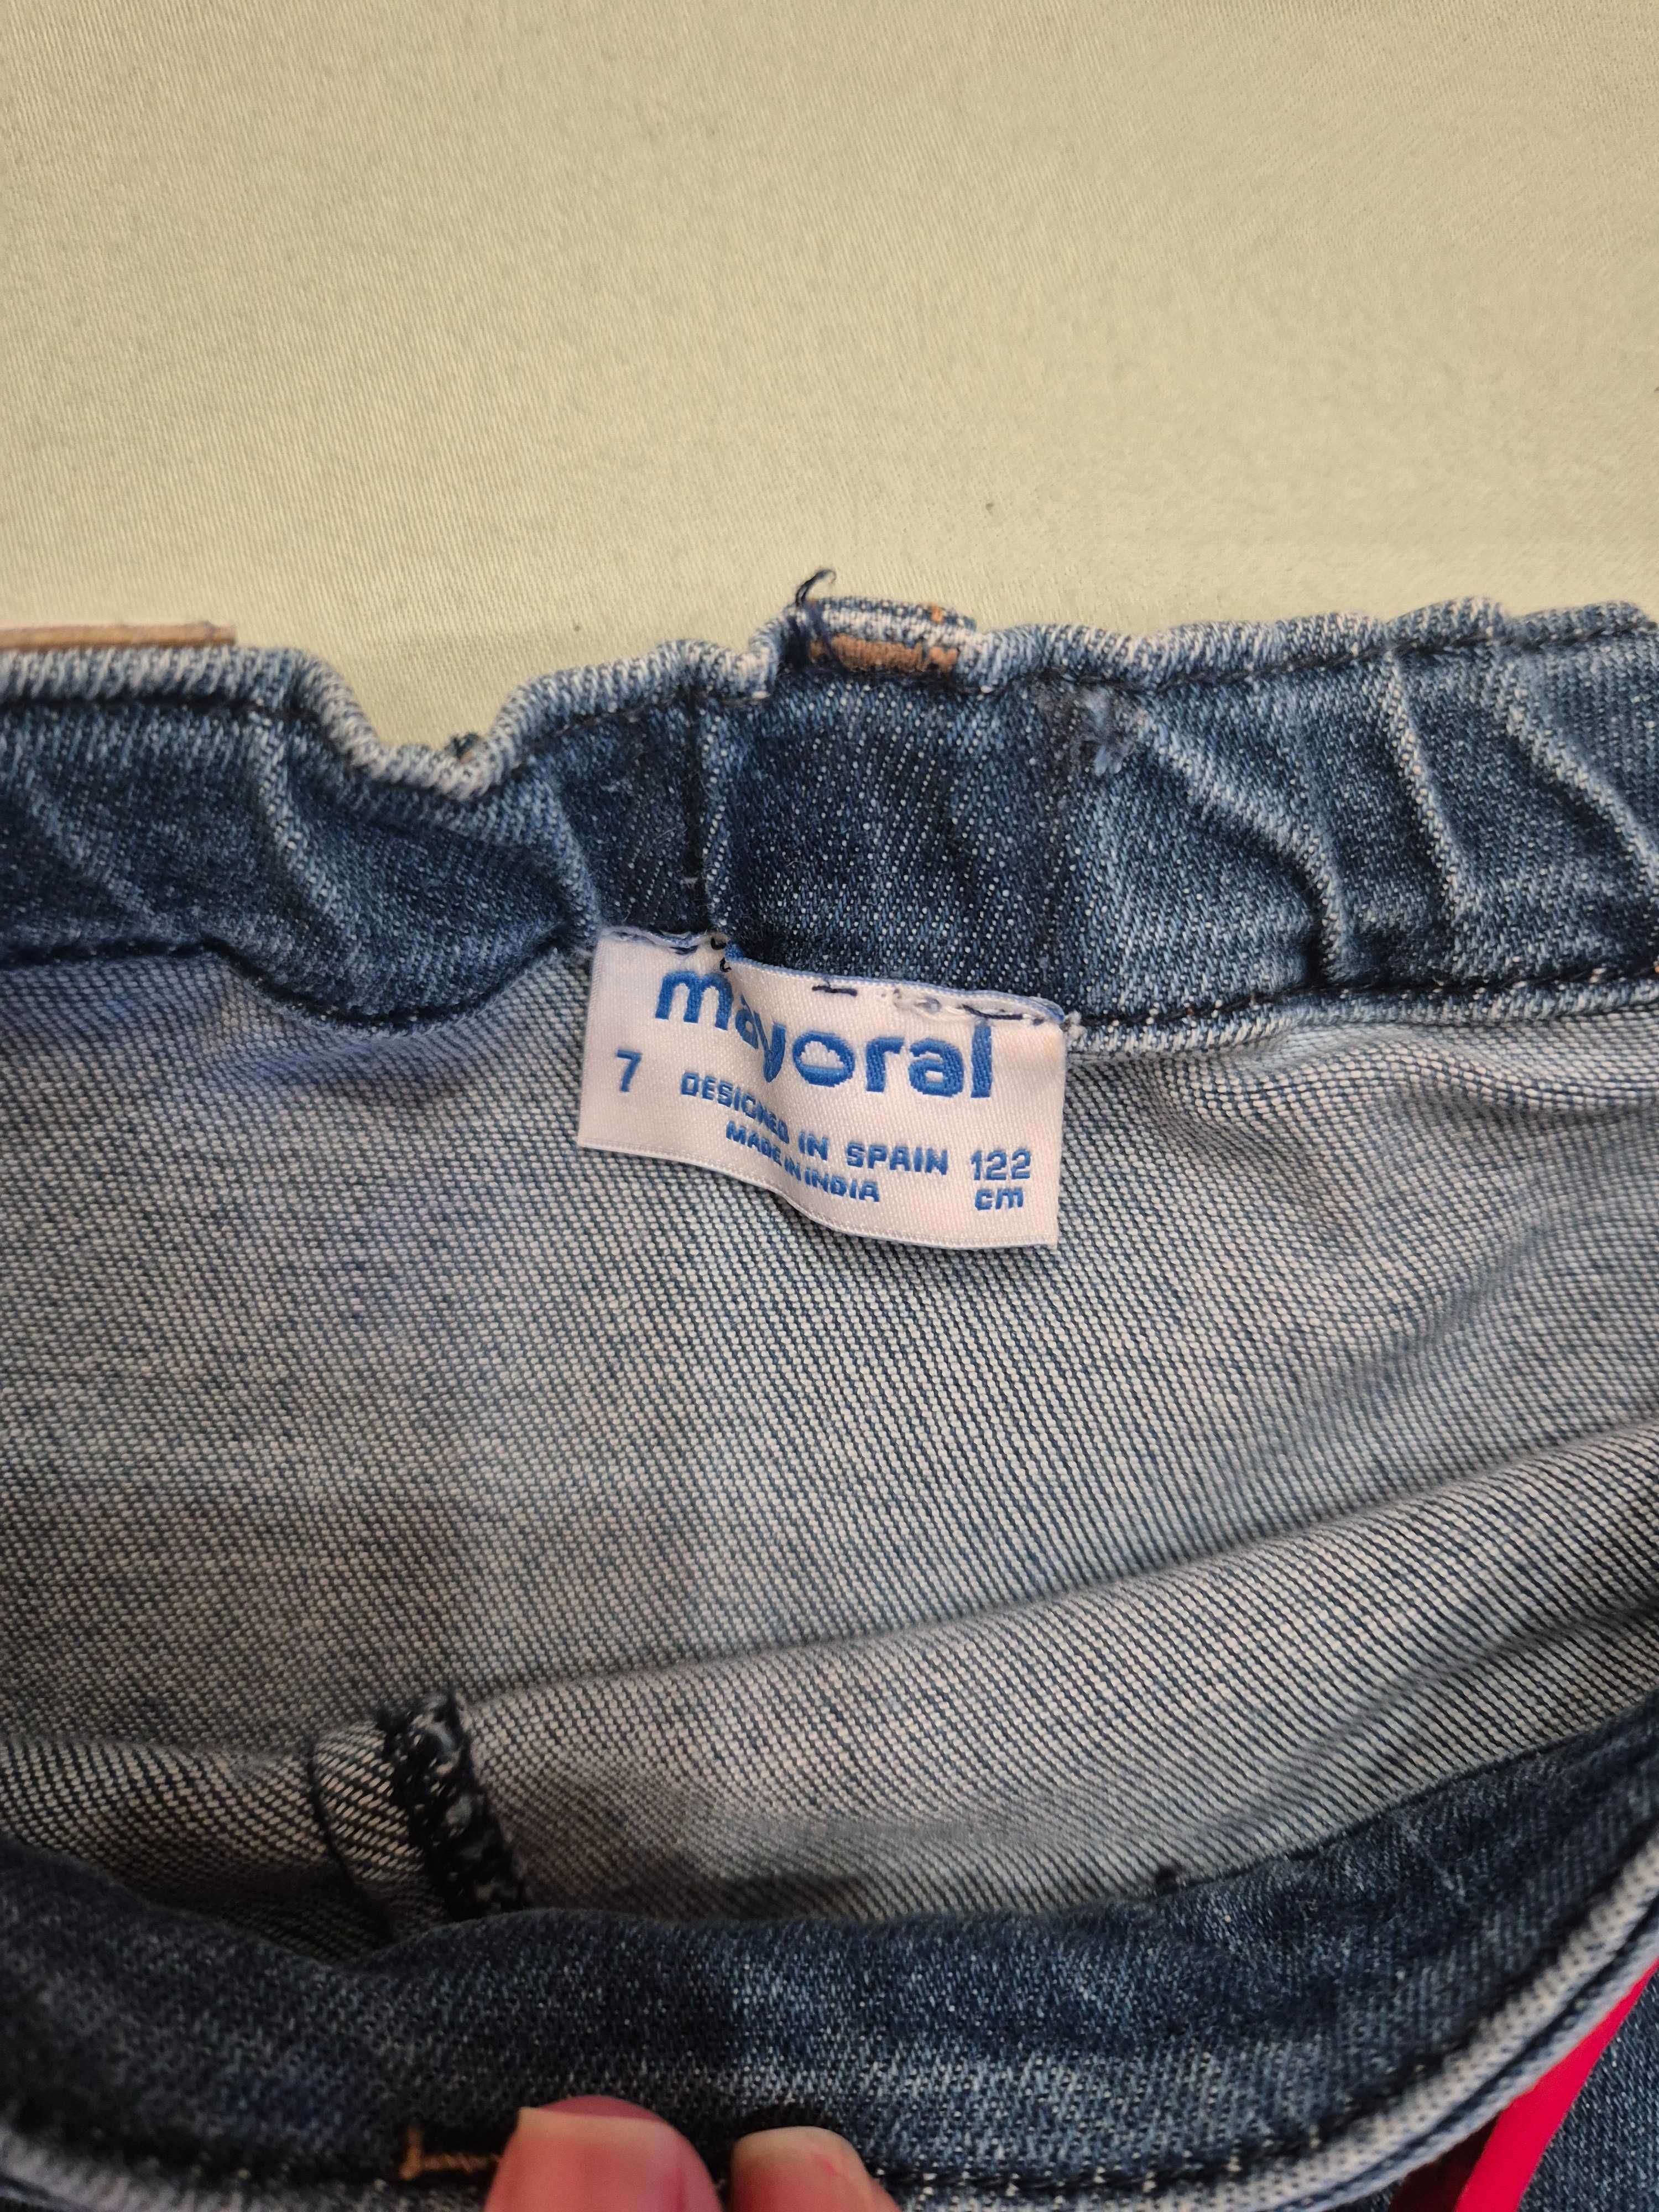 mayoral
7 DESIGNED IN SPAIN 122
MADE IN INDIA cm